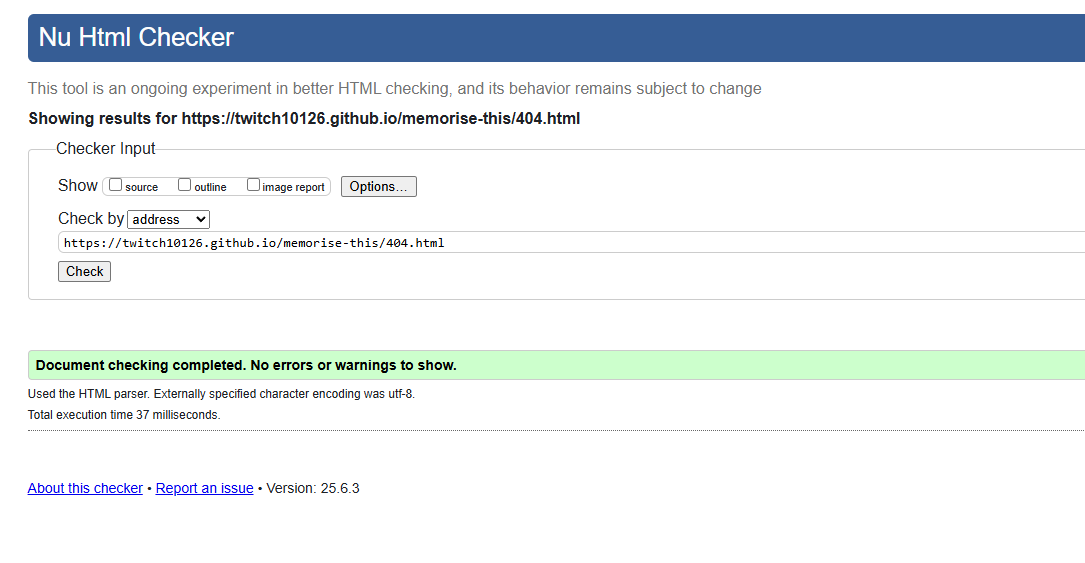 Nu Html Checker
This tool is an ongoing experiment in better HTML checking, and its behavior remains subject to change
Showing results for https://twitch10126.github.io/memorise-this/404.html
Checker Input
Show source outline image report Options...
Check by address
https://twitch10126.github.io/memorise-this/404.html
Check
Document checking completed. No errors or warnings to show.
Used the HTML parser. Externally specified character encoding was utf-8.
Total execution time 37 milliseconds.
About this checker • Report an issue • Version: 25.6.3